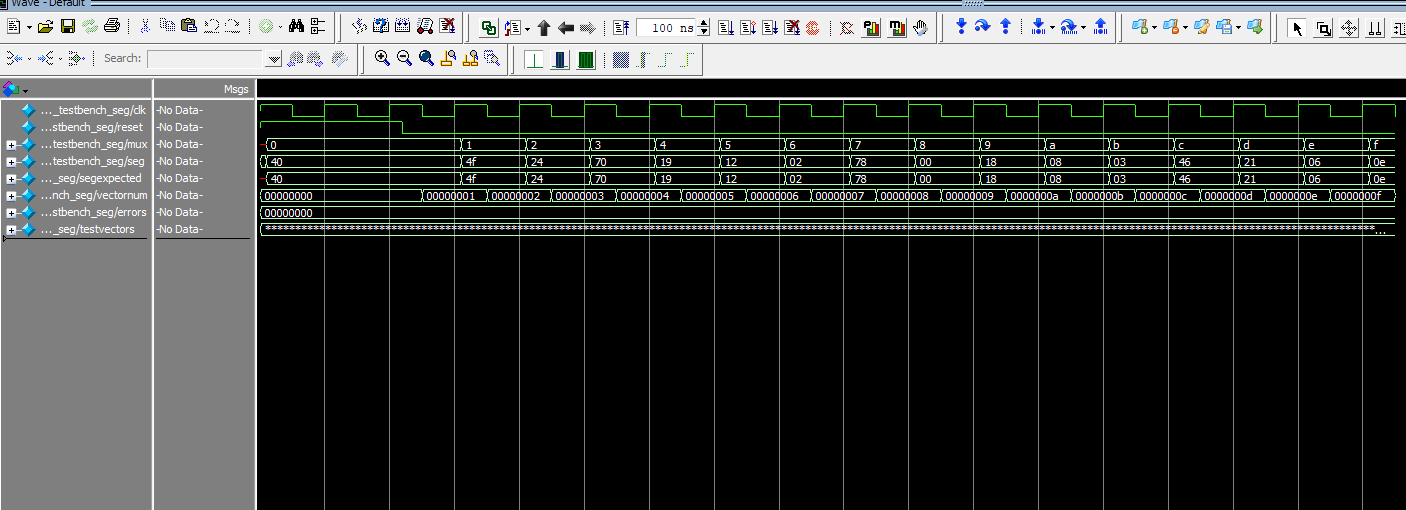 Wave - Default
100 ns
Search:
Msgs
..._testbench_seg/clk -No Data-
...stbench_seg/reset -No Data-
...testbench_seg/mux -No Data- 0 1 2 3 4 5 6 7 8 9 a b c d e f
...testbench_seg/seg -No Data- 40 4f 24 70 19 12 02 78 00 18 08 03 46 21 06 0e
..._seg/segexpected -No Data- 40 4f 24 70 19 12 02 78 00 18 08 03 46 21 06 0e
...nch_seg/vectornum -No Data- 00000000 00000001 00000002 00000003 00000004 00000005 00000006 00000007 00000008 00000009 0000000a 0000000b 0000000c 0000000d 0000000e 0000000f
...stbench_seg/errors -No Data- 00000000
..._seg/testvectors -No Data-